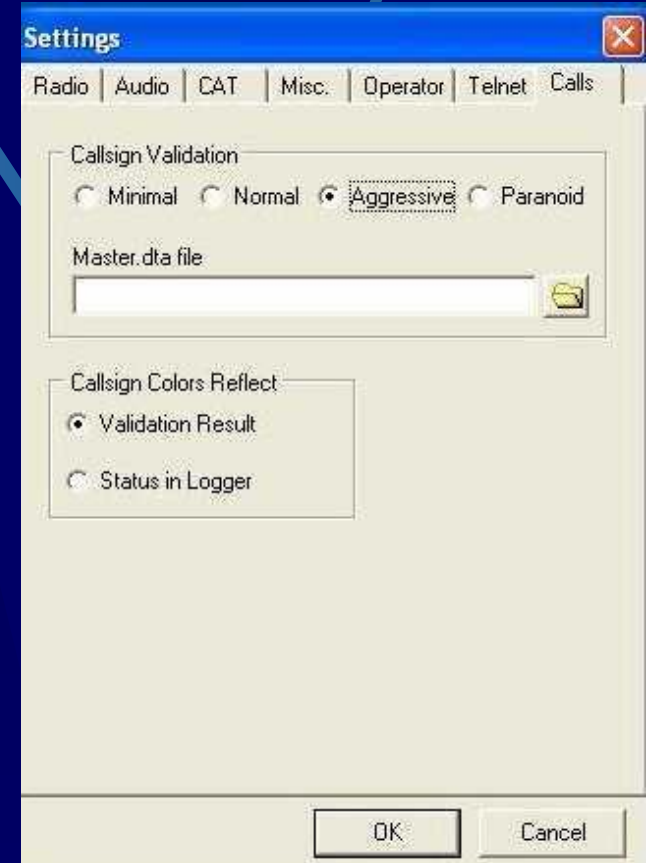 Settings
Radio Audio CAT Misc. Operator Telnet Calls
Callsign Validation
Minimal Normal Aggressive Paranoid
Master.dta file
Callsign Colors Reflect
Validation Result
Status in Logger
OK Cancel